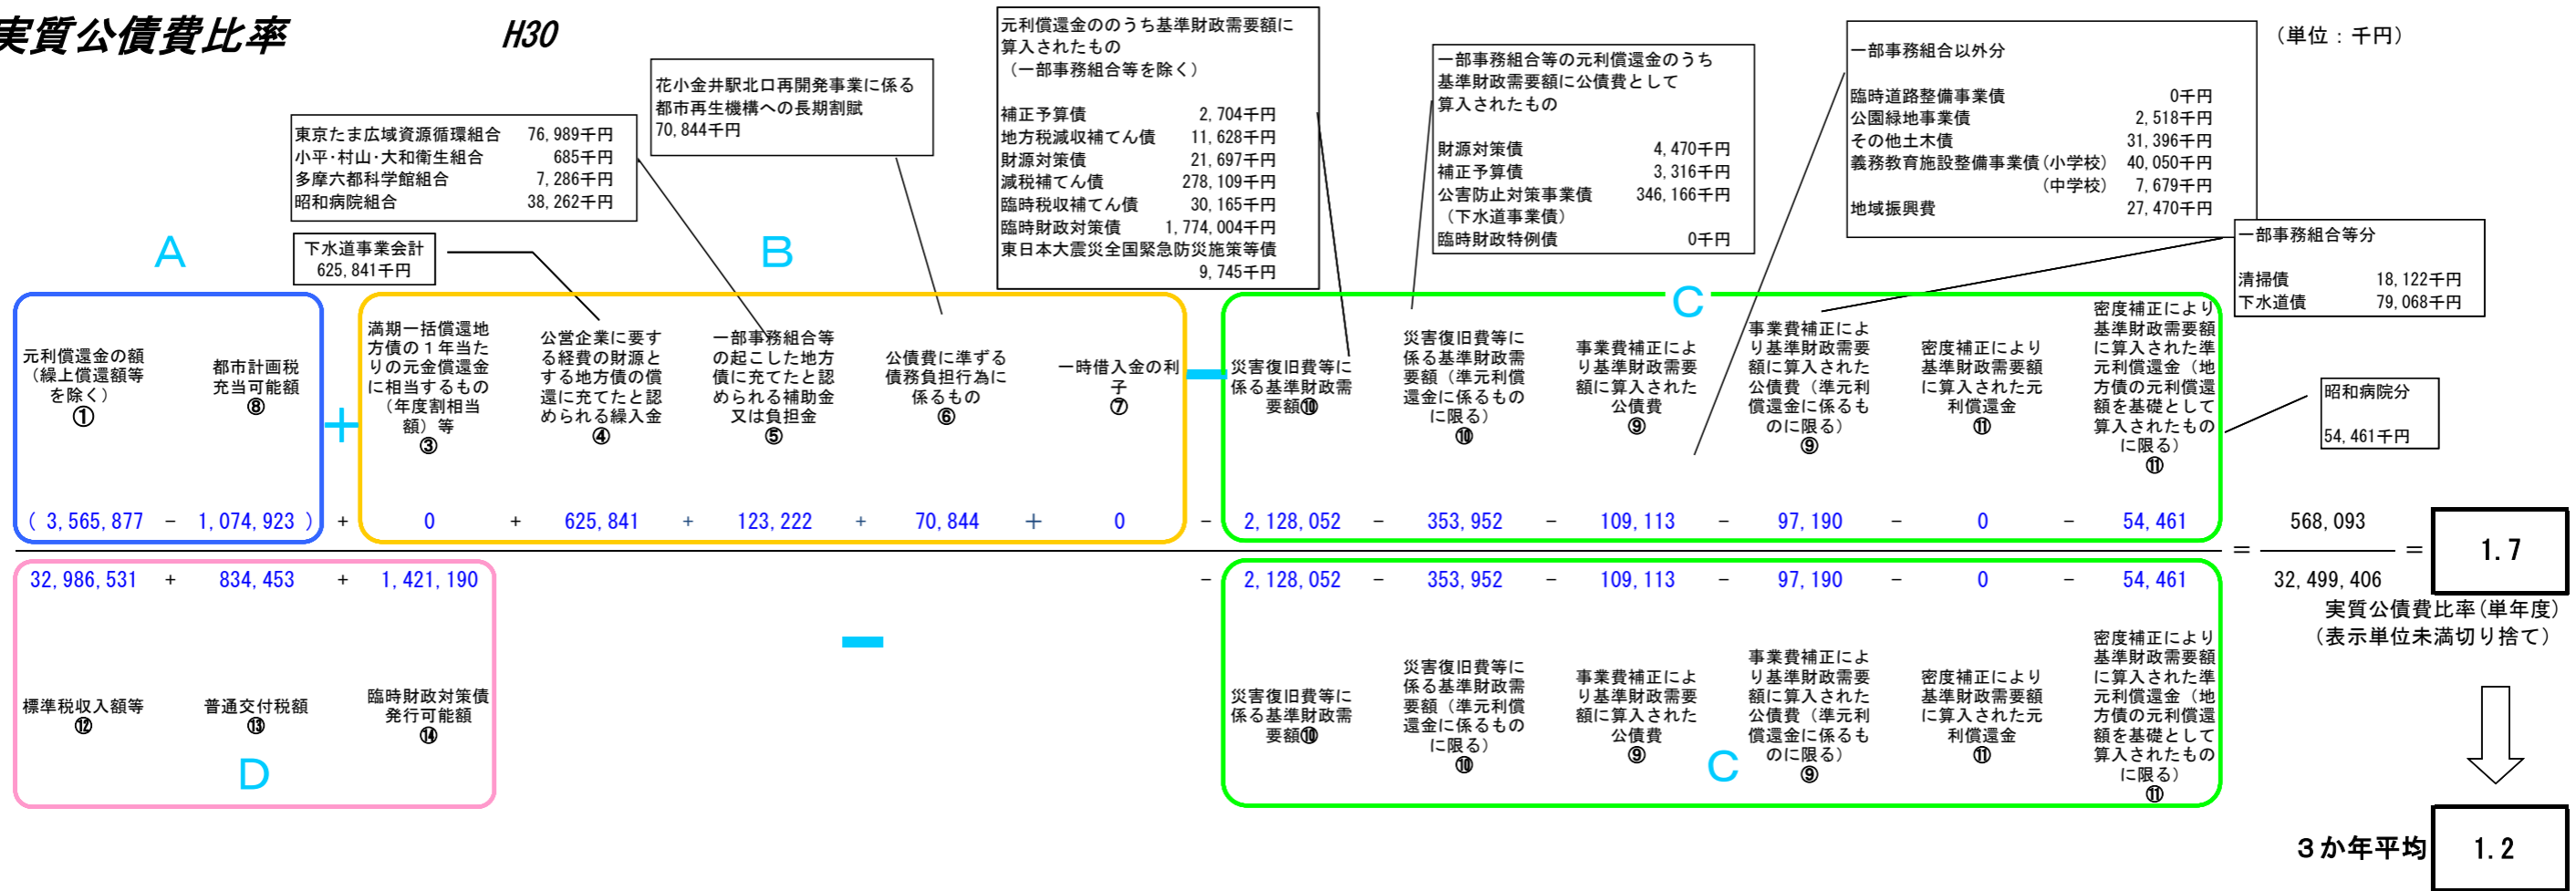 実質公債費比率 H30
(単位：千円)
東京たま広域資源循環組合 76,989千円
小平･村山･大和衛生組合 685千円
多摩六都科学館組合 7,286千円
昭和病院組合 38,262千円
下水道事業会計
625,841千円
花小金井駅北口再開発事業に係る
都市再生機構への長期割賦
70,844千円
元利償還金ののうち基準財政需要額に
算入されたもの
（一部事務組合等を除く）
補正予算債 2,704千円
地方税減収補てん債 11,628千円
財源対策債 21,697千円
減税補てん債 278,109千円
臨時税収補てん債 30,165千円
臨時財政対策債 1,774,004千円
東日本大震災全国緊急防災施策等債
9,745千円
一部事務組合等の元利償還金のうち
基準財政需要額に公債費として
算入されたもの
財源対策債 4,470千円
補正予算債 3,316千円
公害防止対策事業債 346,166千円
（下水道事業債）
臨時財政特例債 0千円
一部事務組合以外分
臨時道路整備事業債 0千円
公園緑地事業債 2,518千円
その他土木債 31,396千円
義務教育施設整備事業債(小学校) 40,050千円
(中学校) 7,679千円
地域振興費 27,470千円
一部事務組合等分
清掃債 18,122千円
下水道債 79,068千円
昭和病院分
54,461千円
A
B
C
元利償還金の額
（繰上償還額等
を除く）
①
都市計画税
充当可能額
⑧
＋
満期一括償還地
方債の１年当た
りの元金償還金
に相当するもの
（年度割相当
額）等
③
公営企業に要す
る経費の財源と
する地方債の償
還に充てたと認
められる繰入金
④
一部事務組合等
の起こした地方
債に充てたと認
められる補助金
又は負担金
⑤
公債費に準ずる
債務負担行為に
係るもの
⑥
一時借入金の利
子
⑦
－
災害復旧費等に
係る基準財政需
要額⑩
災害復旧費等に
係る基準財政需
要額（準元利償
還金に係るもの
に限る）
⑩
事業費補正によ
り基準財政需要
額に算入された
公債費
⑨
事業費補正によ
り基準財政需要
額に算入された
公債費（準元利
償還金に係るも
のに限る）
⑨
密度補正により
基準財政需要額
に算入された元
利償還金
⑪
密度補正により
基準財政需要額
に算入された準
元利償還金（地
方債の元利償還
額を基礎として
算入されたもの
に限る）
⑪
( 3,565,877 － 1,074,923 ) + 0 + 625,841 + 123,222 + 70,844 ＋ 0 － 2,128,052 － 353,952 － 109,113 － 97,190 － 0 － 54,461 568,093
= = 1.7
32,986,531 + 834,453 + 1,421,190 － 2,128,052 － 353,952 － 109,113 － 97,190 － 0 － 54,461 32,499,406
実質公債費比率(単年度)
（表示単位未満切り捨て）
標準税収入額等
⑫
普通交付税額
⑬
臨時財政対策債
発行可能額
⑭
D
－
災害復旧費等に
係る基準財政需
要額⑩
災害復旧費等に
係る基準財政需
要額（準元利償
還金に係るもの
に限る）
⑩
事業費補正によ
り基準財政需要
額に算入された
公債費
⑨
事業費補正によ
り基準財政需要
額に算入された
公債費（準元利
償還金に係るも
のに限る）
⑨
密度補正により
基準財政需要額
に算入された元
利償還金
⑪
密度補正により
基準財政需要額
に算入された準
元利償還金（地
方債の元利償還
額を基礎として
算入されたもの
に限る）
⑪
C
３か年平均 1.2